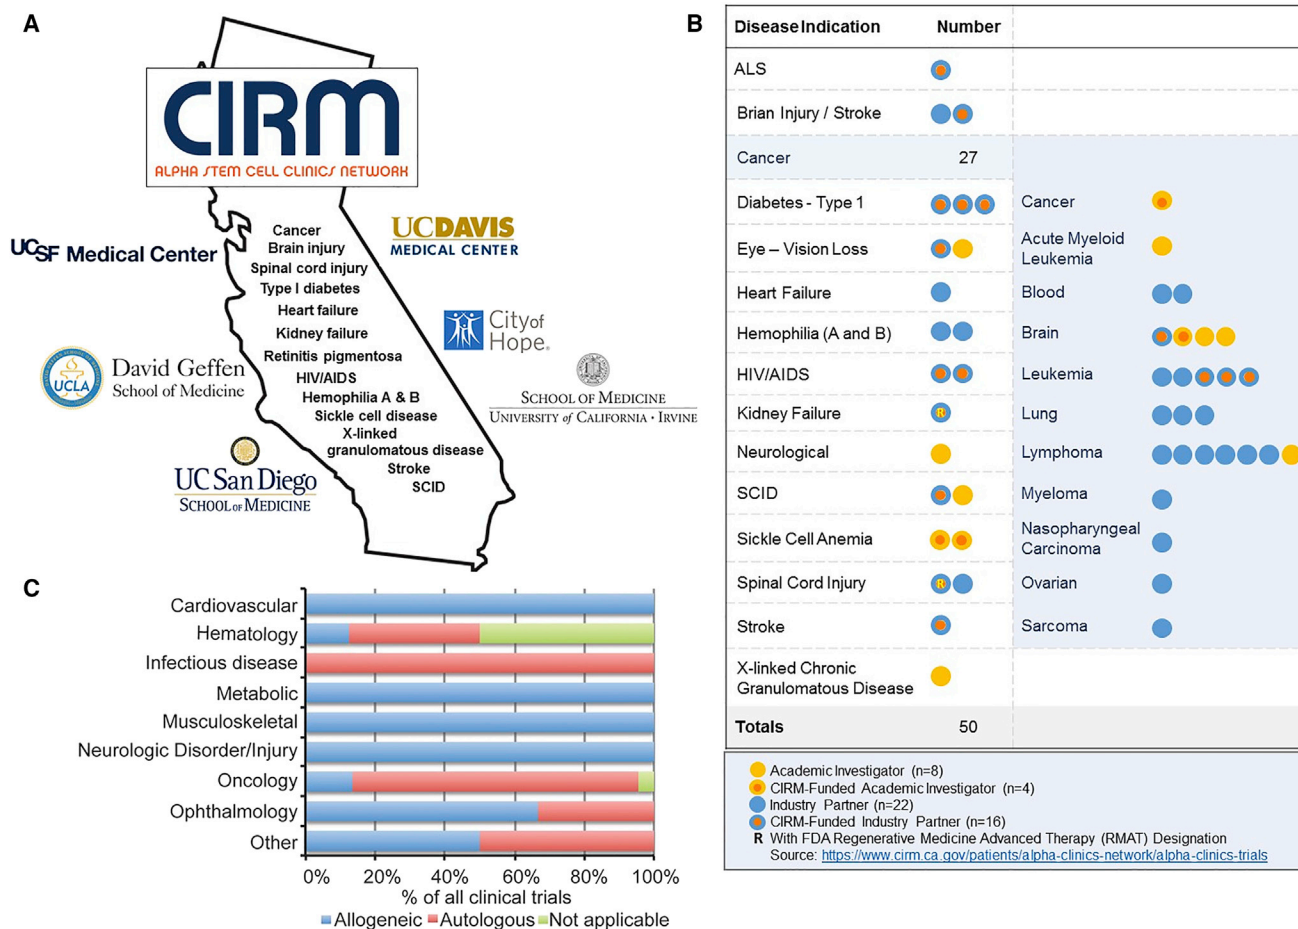 A
CIRM
ALPHA STEM CELL CLINICS NETWORK
UCSF Medical Center
UCDAVIS
MEDICAL CENTER
Cancer
Brain injury
Spinal cord injury
Type I diabetes
Heart failure
Kidney failure
Retinitis pigmentosa
HIV/AIDS
Hemophilia A & B
Sickle cell disease
X-linked
granulomatous disease
Stroke
SCID
City of
Hope®
UCLA
David Geffen
School of Medicine
SCHOOL OF MEDICINE
UNIVERSITY of CALIFORNIA • IRVINE
UC San Diego
SCHOOL OF MEDICINE
B
Disease Indication Number
ALS
Brian Injury / Stroke
Cancer 27
Diabetes - Type 1 Cancer
Eye – Vision Loss Acute Myeloid
Leukemia
Heart Failure Blood
Hemophilia (A and B) Brain
HIV/AIDS Leukemia
Kidney Failure R Lung
Neurological Lymphoma
SCID Myeloma
Sickle Cell Anemia Nasopharyngeal
Carcinoma
Spinal Cord Injury R Ovarian
Stroke Sarcoma
X-linked Chronic
Granulomatous Disease
Totals 50
Academic Investigator (n=8)
CIRM-Funded Academic Investigator (n=4)
Industry Partner (n=22)
CIRM-Funded Industry Partner (n=16)
R With FDA Regenerative Medicine Advanced Therapy (RMAT) Designation
Source: https://www.cirm.ca.gov/patients/alpha-clinics-network/alpha-clinics-trials
C
Cardiovascular
Hematology
Infectious disease
Metabolic
Musculoskeletal
Neurologic Disorder/Injury
Oncology
Ophthalmology
Other
0% 20% 40% 60% 80% 100%
% of all clinical trials
Allogeneic Autologous Not applicable